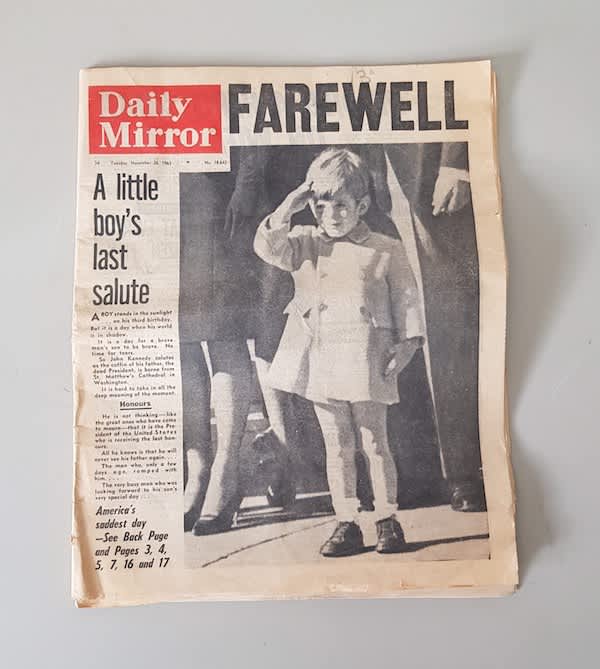 Daily
Mirror
FAREWELL
Tuesday, November 26, 1963
A little
boy's
last
salute
A BOY stands in the sunlight
on his third birthday.
But it is a day when his world
is in shadow.
It is a day for a brave
man's son to be brave. No
time for tears.
So John Kennedy salutes
as the coffin of his father, the
dead President, is borne from
St. Matthew's Cathedral in
Washington.
It is hard to take in all the
deep meaning of the moment.
Honours
He is not thinking—like
the great ones who have come
to mourn—that it is the Pre-
sident of the United States
who is receiving the last hon-
ours.
All he knows is that he will
never see his father again. . .
The man who, only a few
days ago, romped with
him. . . .
The very busy man who was
looking forward to his son's
very special day . . .
America's
saddest day
—See Back Page
and Pages 3, 4,
5, 7, 16 and 17